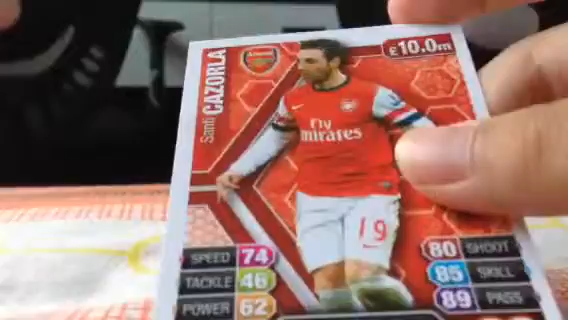 Santi
CAZORLA
Arsenal
£10.0m
Fly
Emirates
19
SPEED 74
TACKLE 46
POWER 62
80 SHOOT
85 SKILL
89 PASS